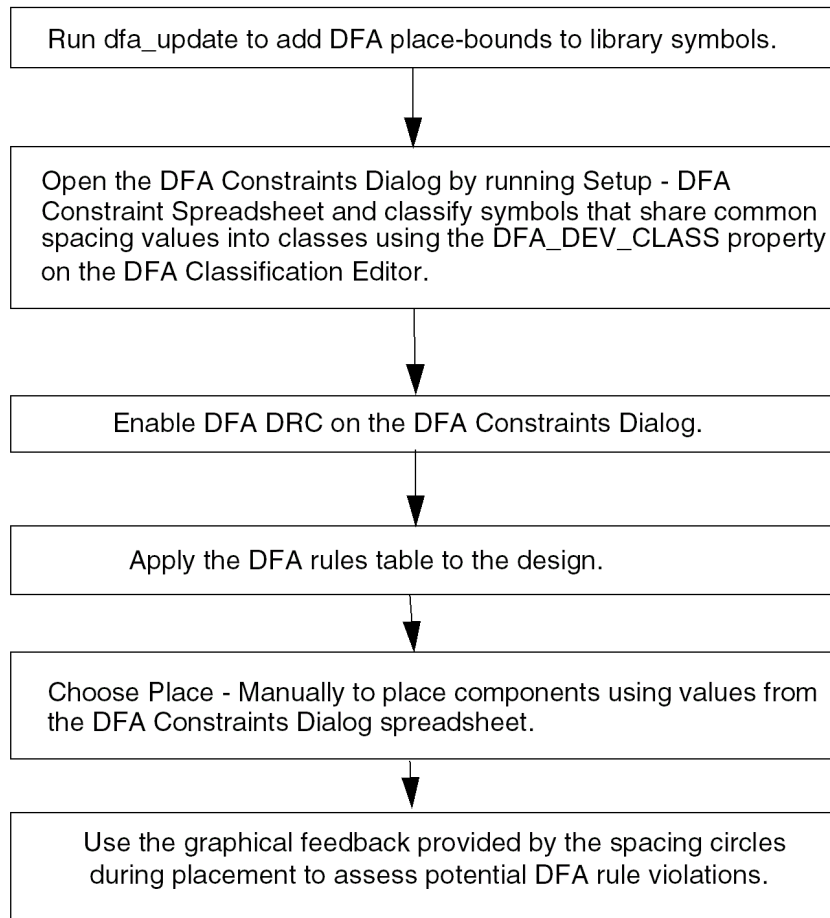 Run dfa_update to add DFA place-bounds to library symbols.
Open the DFA Constraints Dialog by running Setup - DFA
Constraint Spreadsheet and classify symbols that share common
spacing values into classes using the DFA_DEV_CLASS property
on the DFA Classification Editor.
Enable DFA DRC on the DFA Constraints Dialog.
Apply the DFA rules table to the design.
Choose Place - Manually to place components using values from
the DFA Constraints Dialog spreadsheet.
Use the graphical feedback provided by the spacing circles
during placement to assess potential DFA rule violations.